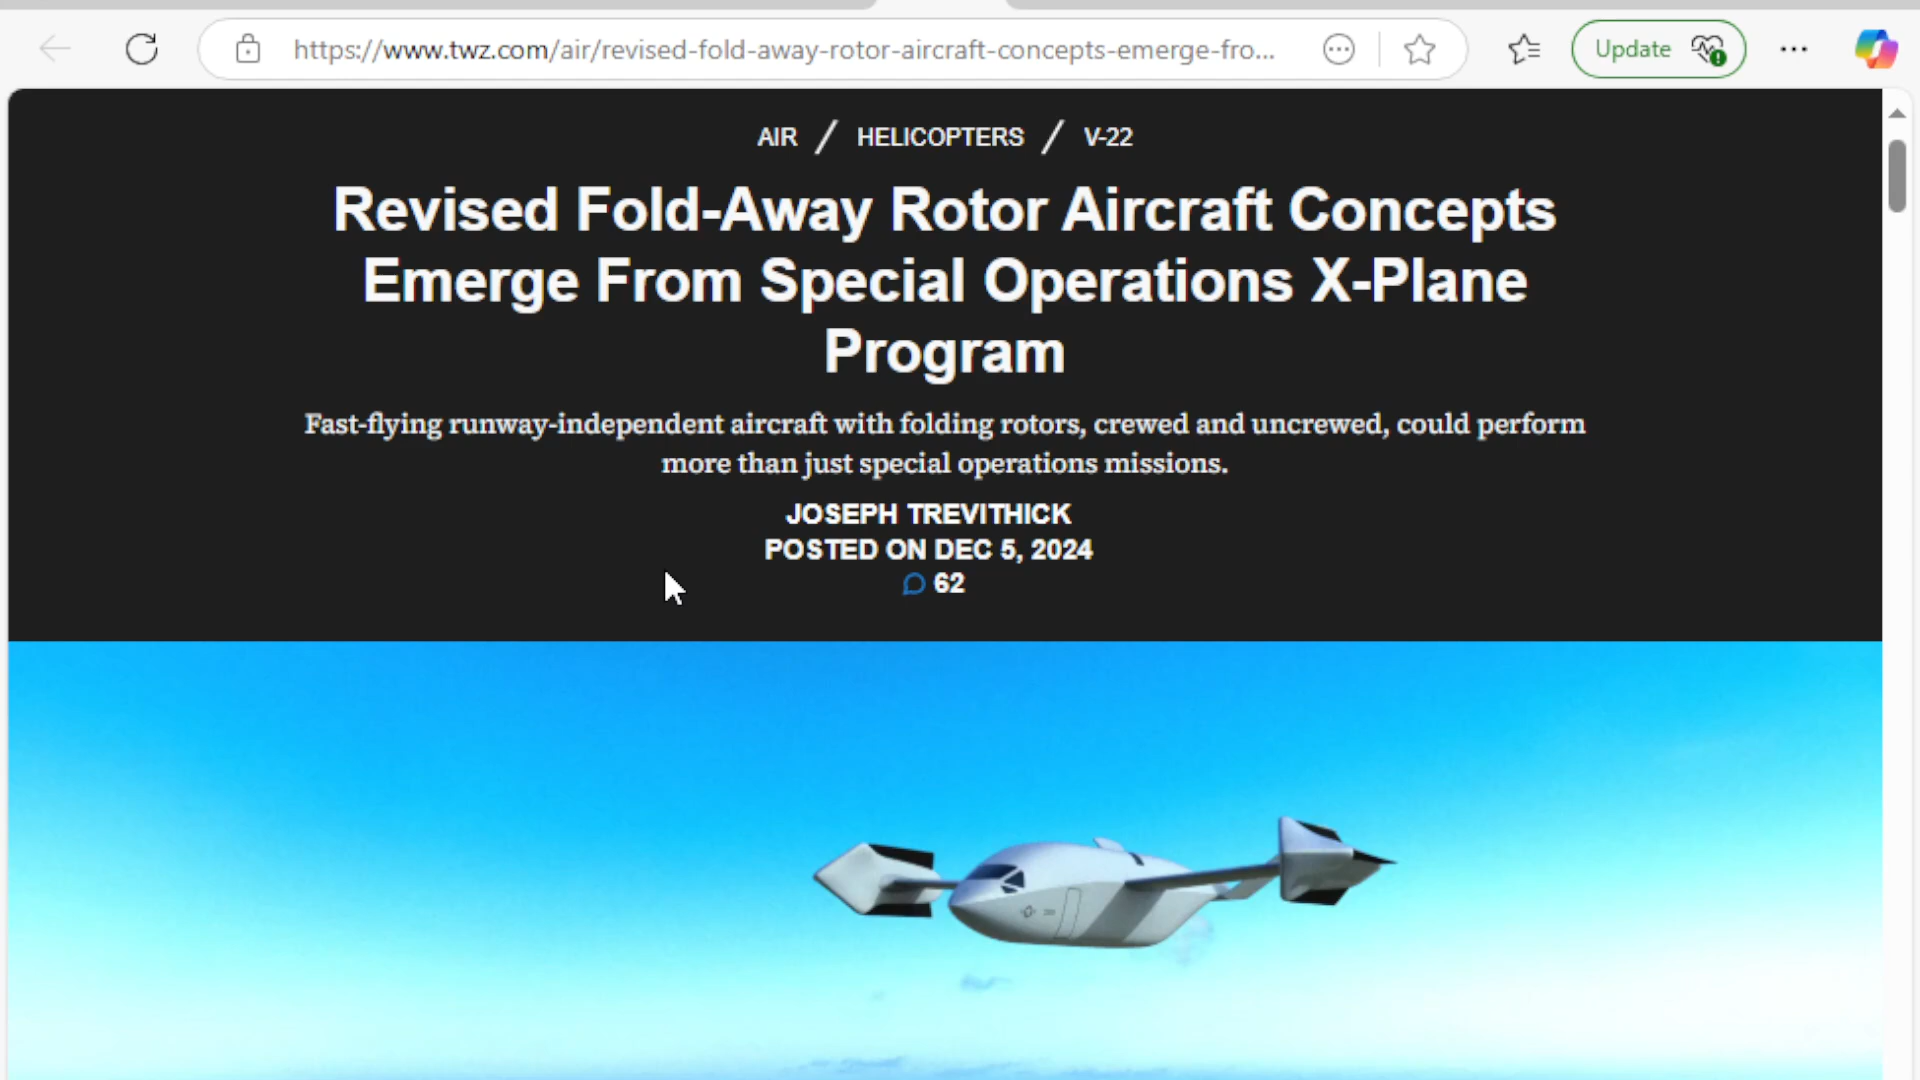 https://www.twz.com/air/revised-fold-away-rotor-aircraft-concepts-emerge-fro...
Update
AIR / HELICOPTERS / V-22
Revised Fold-Away Rotor Aircraft Concepts
Emerge From Special Operations X-Plane
Program
Fast-flying runway-independent aircraft with folding rotors, crewed and uncrewed, could perform
more than just special operations missions.
JOSEPH TREVITHICK
POSTED ON DEC 5, 2024
62